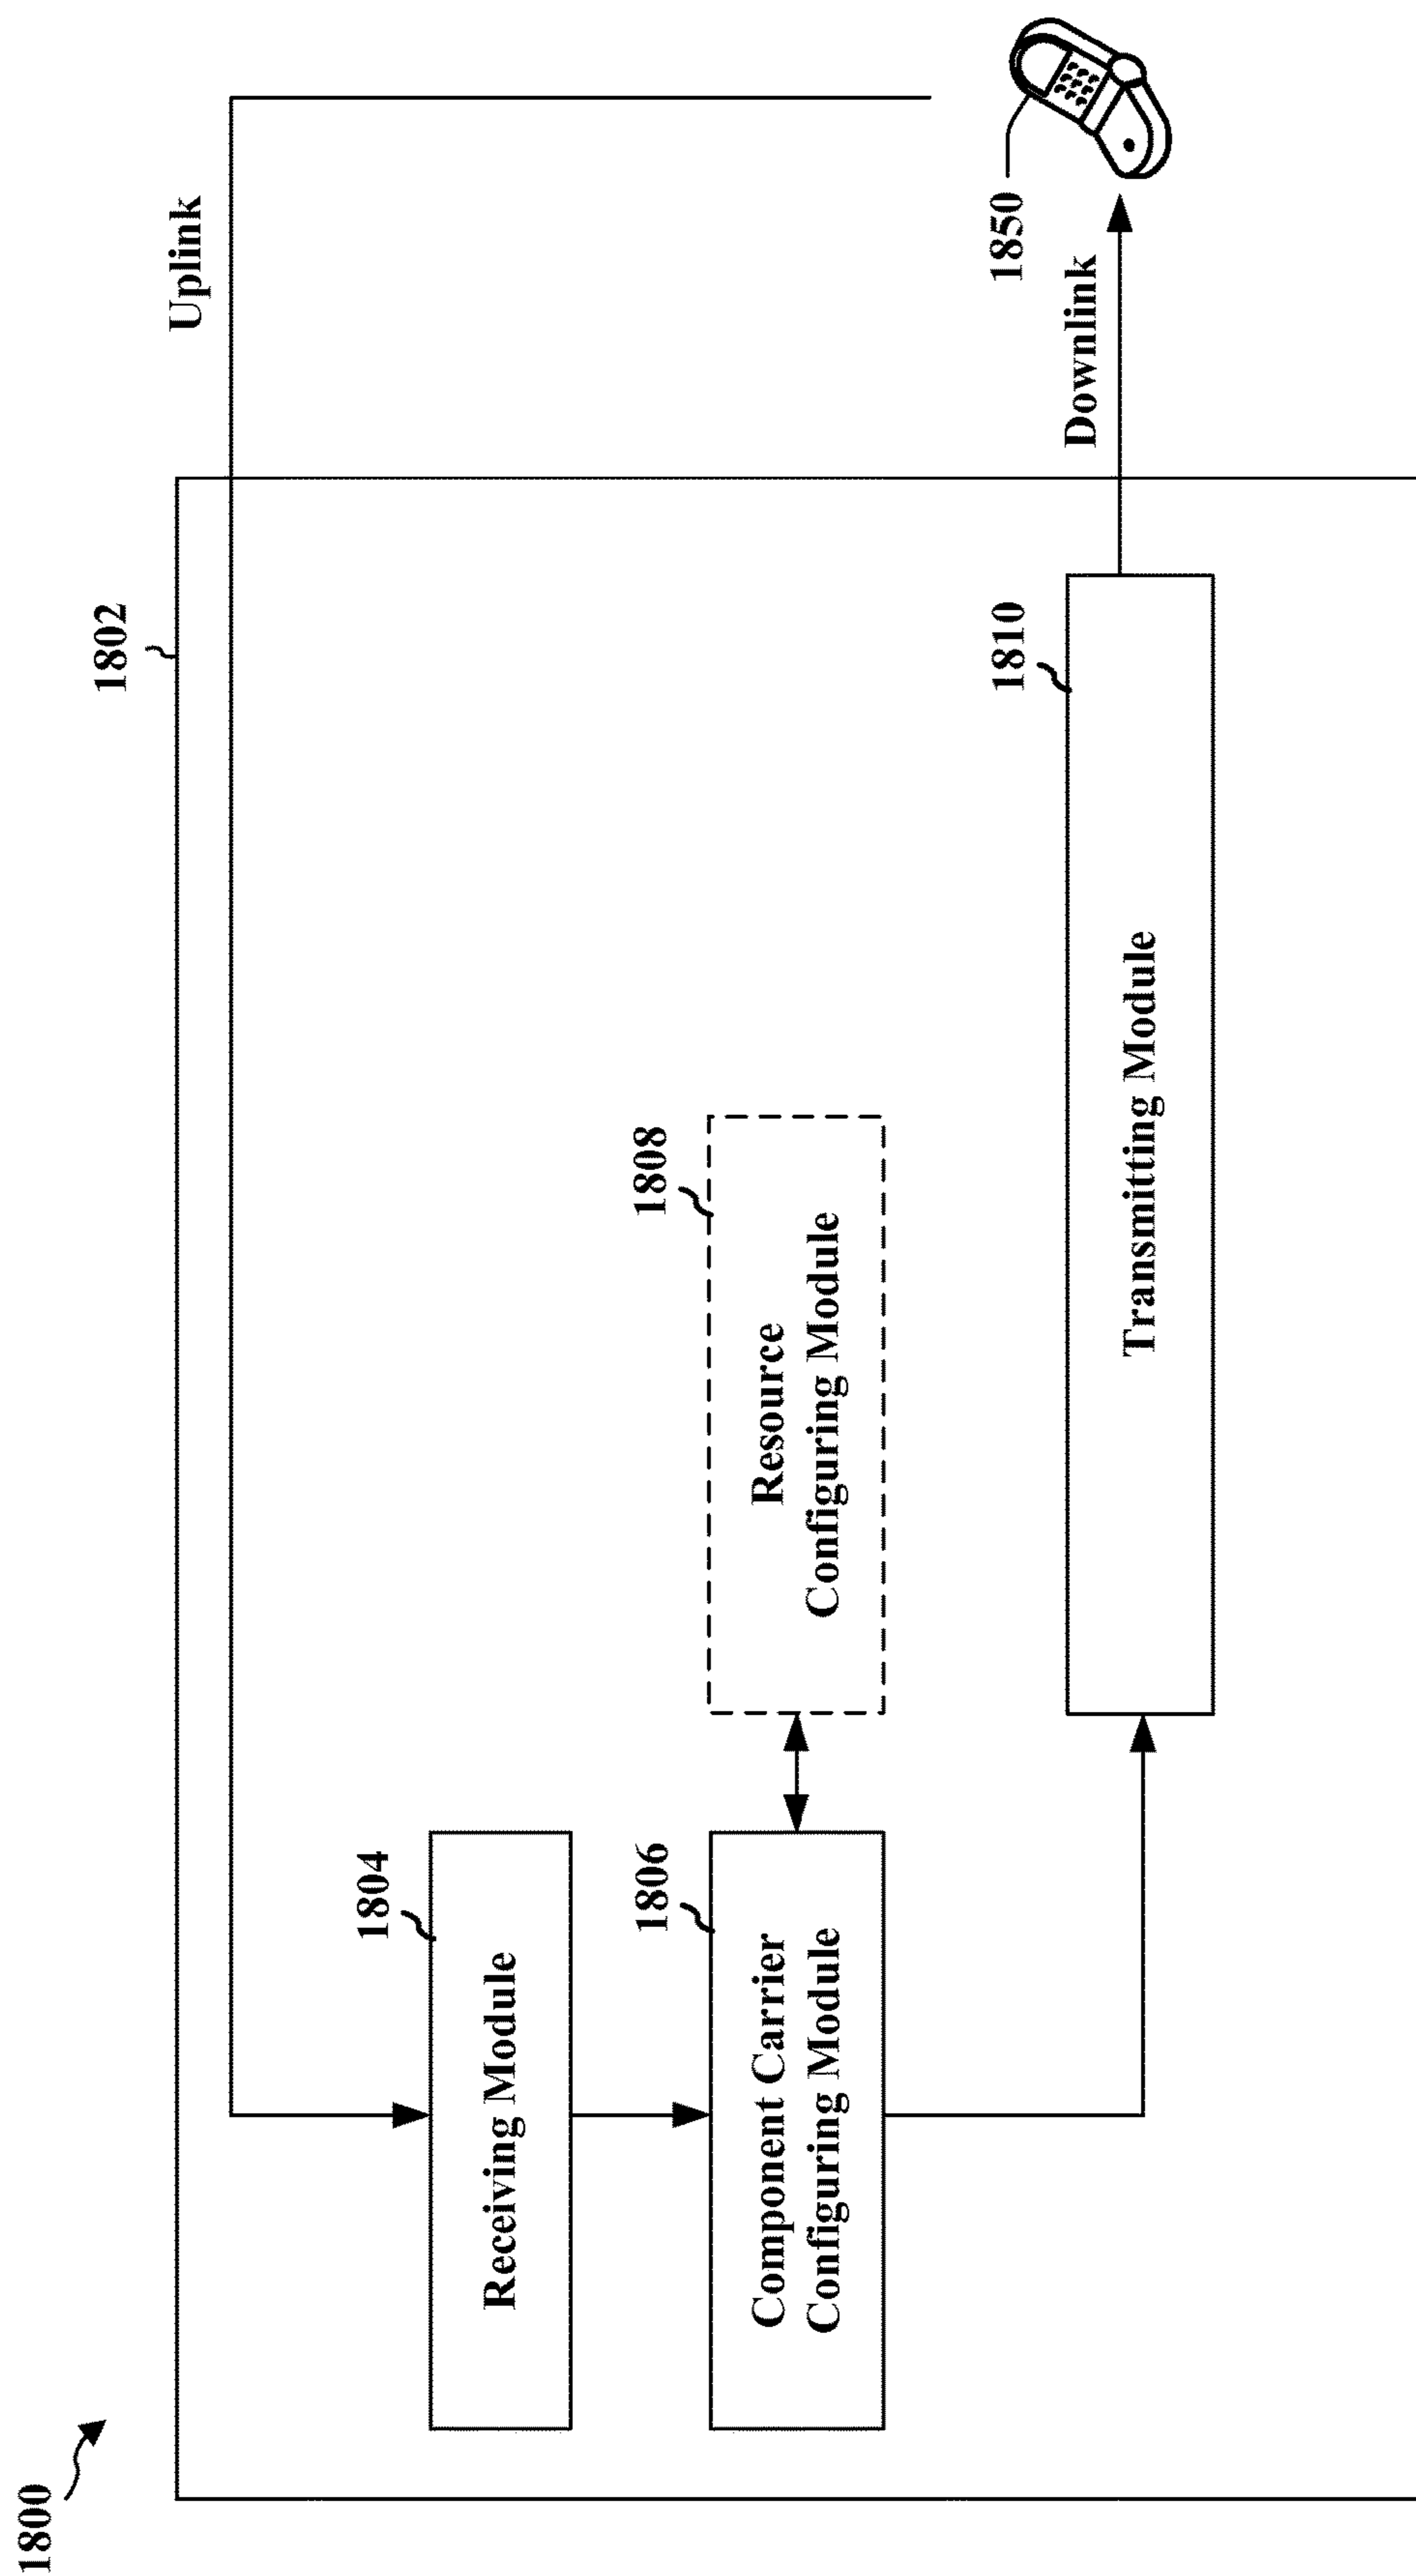 1800
1802
Uplink
1804
Receiving Module
1806
Component Carrier
Configuring Module
1808
Resource
Configuring Module
1810
Transmitting Module
1850
Downlink